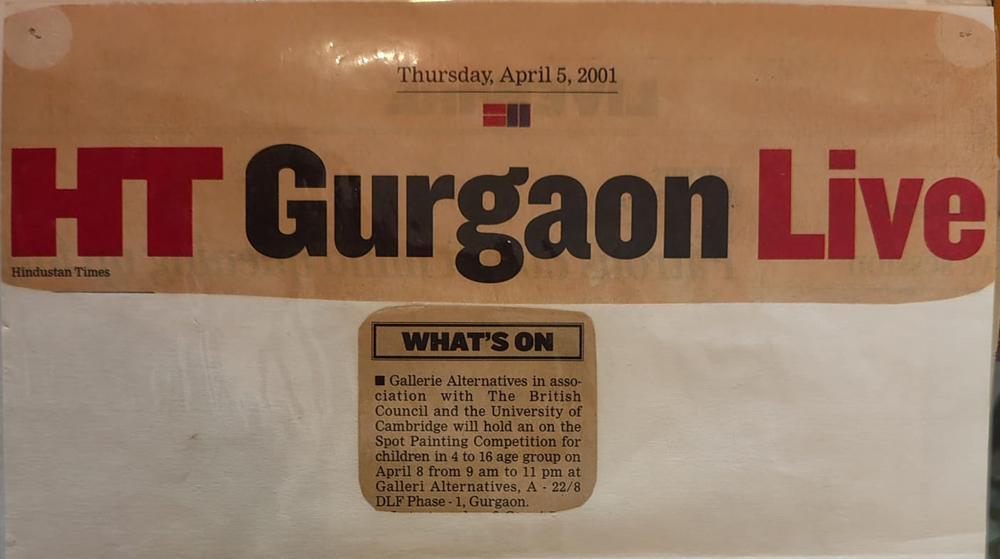 Thursday, April 5, 2001
HT Gurgaon Live
Hindustan Times
WHAT'S ON
■ Gallerie Alternatives in asso-
ciation with The British
Council and the University of
Cambridge will hold an on the
Spot Painting Competition for
children in 4 to 16 age group on
April 8 from 9 am to 11 pm at
Galleri Alternatives, A - 22/8
DLF Phase - 1, Gurgaon.